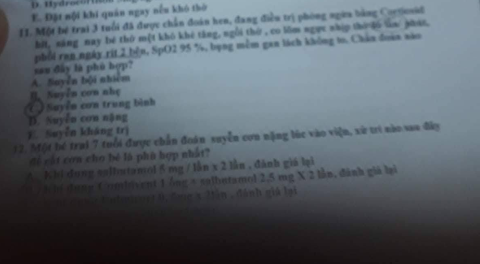 E. Đặt nội khí quản ngay nếu khó thở
11. Một bé trai 3 tuổi đã được chẩn đoán hen, đang điều trị phòng ngừa bằng Corticoid
hít, sáng nay bé thở mệt khò khè tăng, ngồi thở, co lõm ngực nhịp thở lần/ phút,
phổi ran ngáy rít 2 bên, SpO2 95 %, bụng mềm gan lách không to. Chẩn đoán nào
sau đây là phù hợp?
A. Suyễn bội nhiễm
B. Suyễn cơn nhẹ
C. Suyễn cơn trung bình
D. Suyễn cơn nặng
E. Suyễn kháng trị
12. Một bé trai 7 tuổi được chẩn đoán suyễn cơn nặng lúc vào viện, xử trí nào sau đây
để cắt cơn cho bé là phù hợp nhất?
A. Khí dung salbutamol 5 mg / lần x 2 lần , đánh giá lại
Khí dung Combivent 1 ống + salbutamol 2,5 mg X 2 lần, đánh giá lại
, đánh giá lại